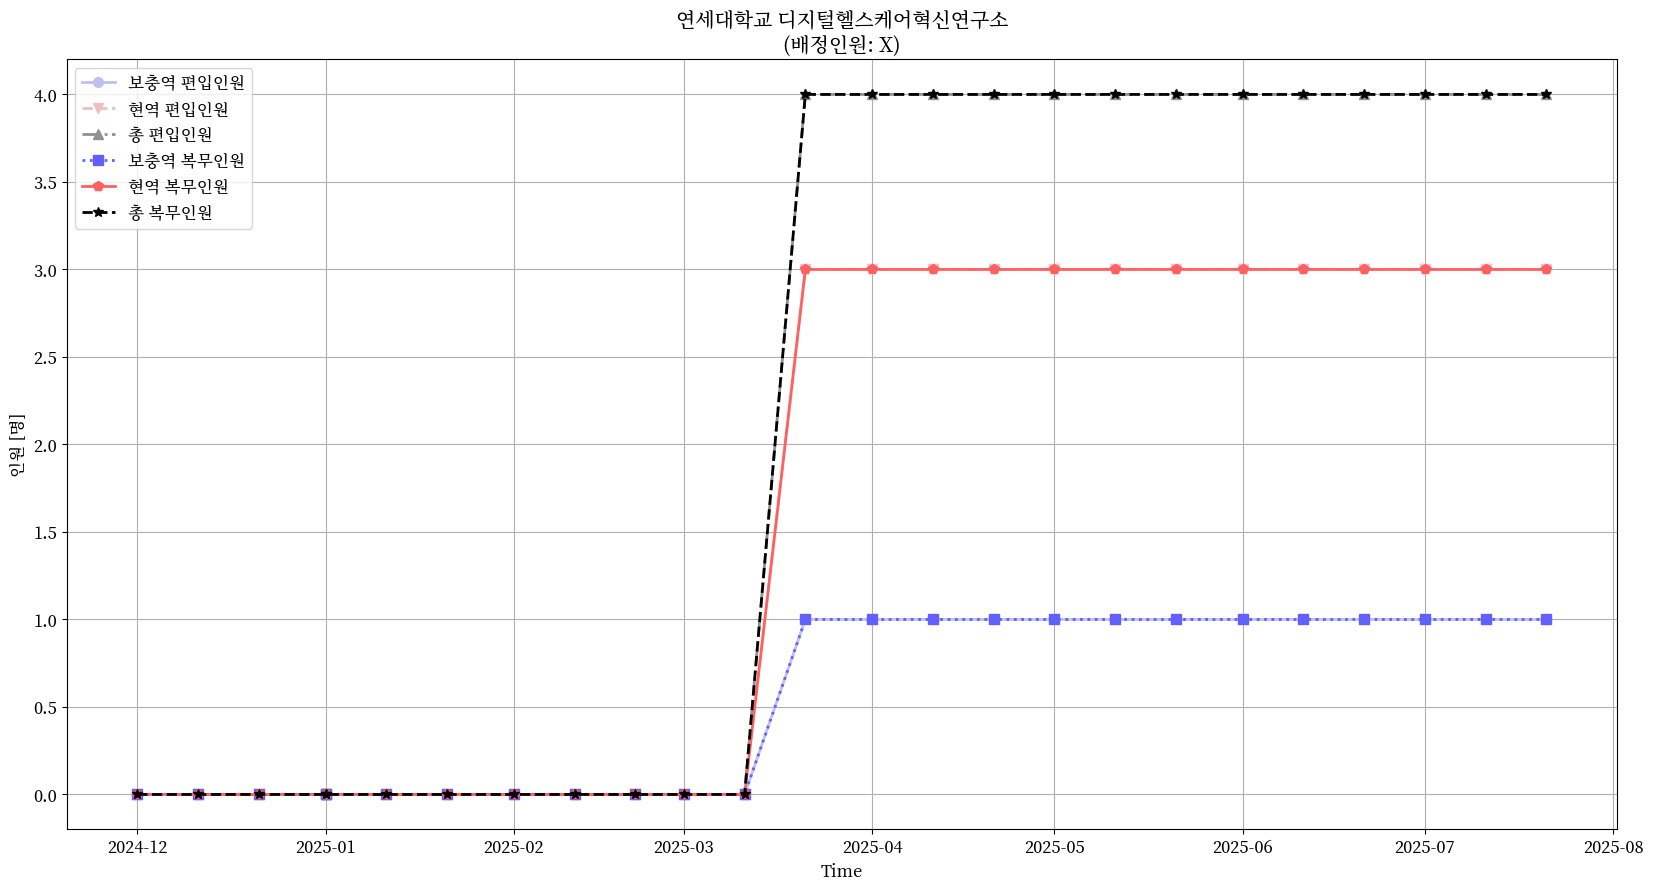 연세대학교 디지털헬스케어혁신연구소
(배정인원: X)
보충역 편입인원
현역 편입인원
총 편입인원
보충역 복무인원
현역 복무인원
총 복무인원
4.0
3.5
3.0
2.5
2.0
1.5
1.0
0.5
0.0
인원 [명]
2024-12 2025-01 2025-02 2025-03 2025-04 2025-05 2025-06 2025-07 2025-08
Time